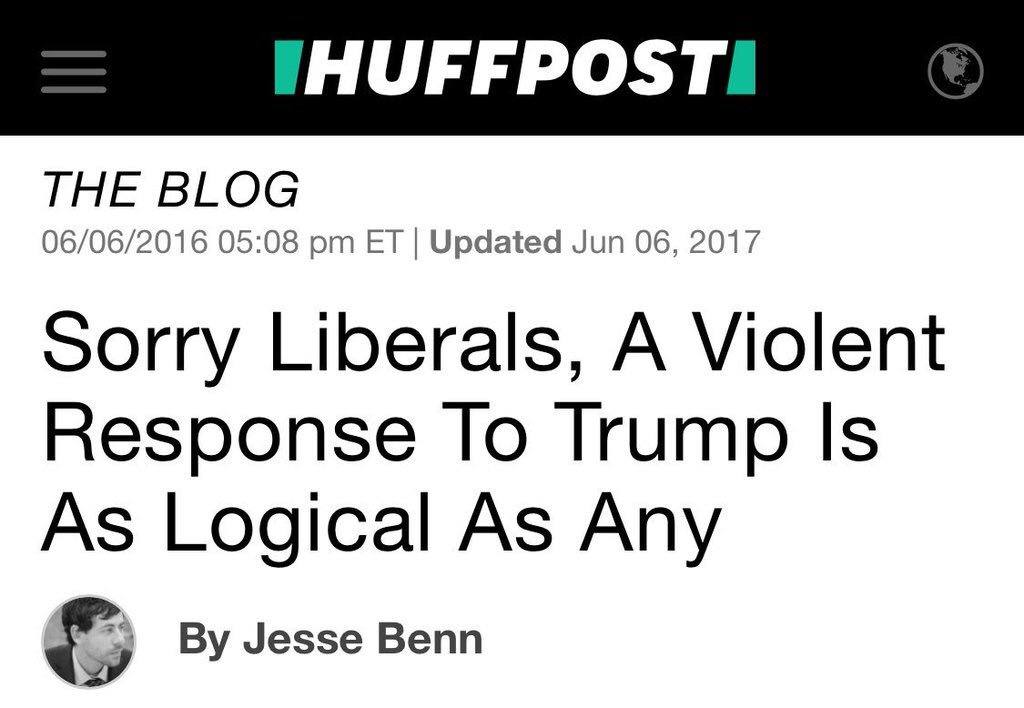 HUFFPOST
THE BLOG
06/06/2016 05:08 pm ET | Updated Jun 06, 2017
Sorry Liberals, A Violent
Response To Trump Is
As Logical As Any
By Jesse Benn